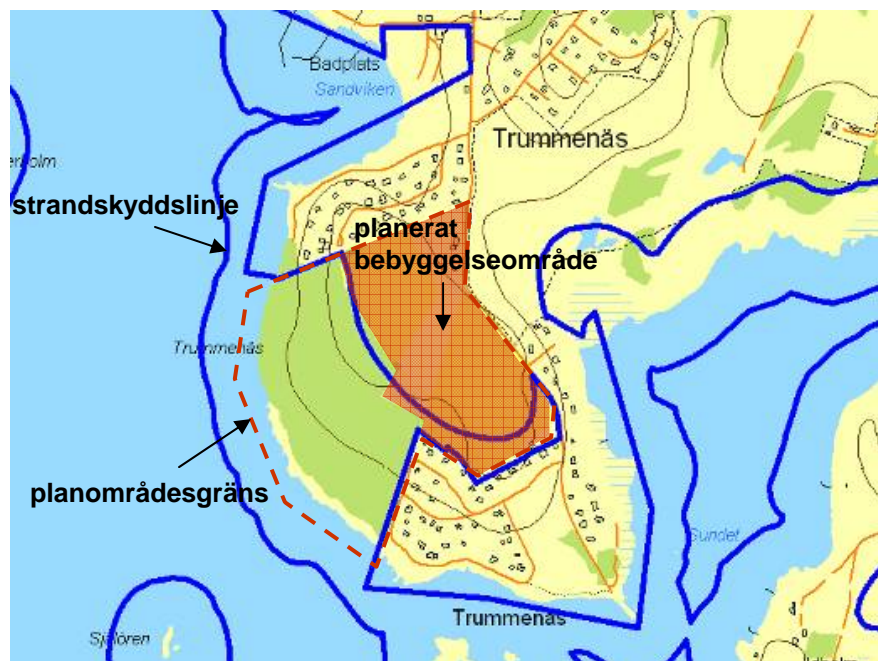 Badplats
Sandviken
Trummenäs
strandskyddslinje
planerat
bebyggelseområde
Trummenäs
planområdesgräns
Sundet
Trummenäs